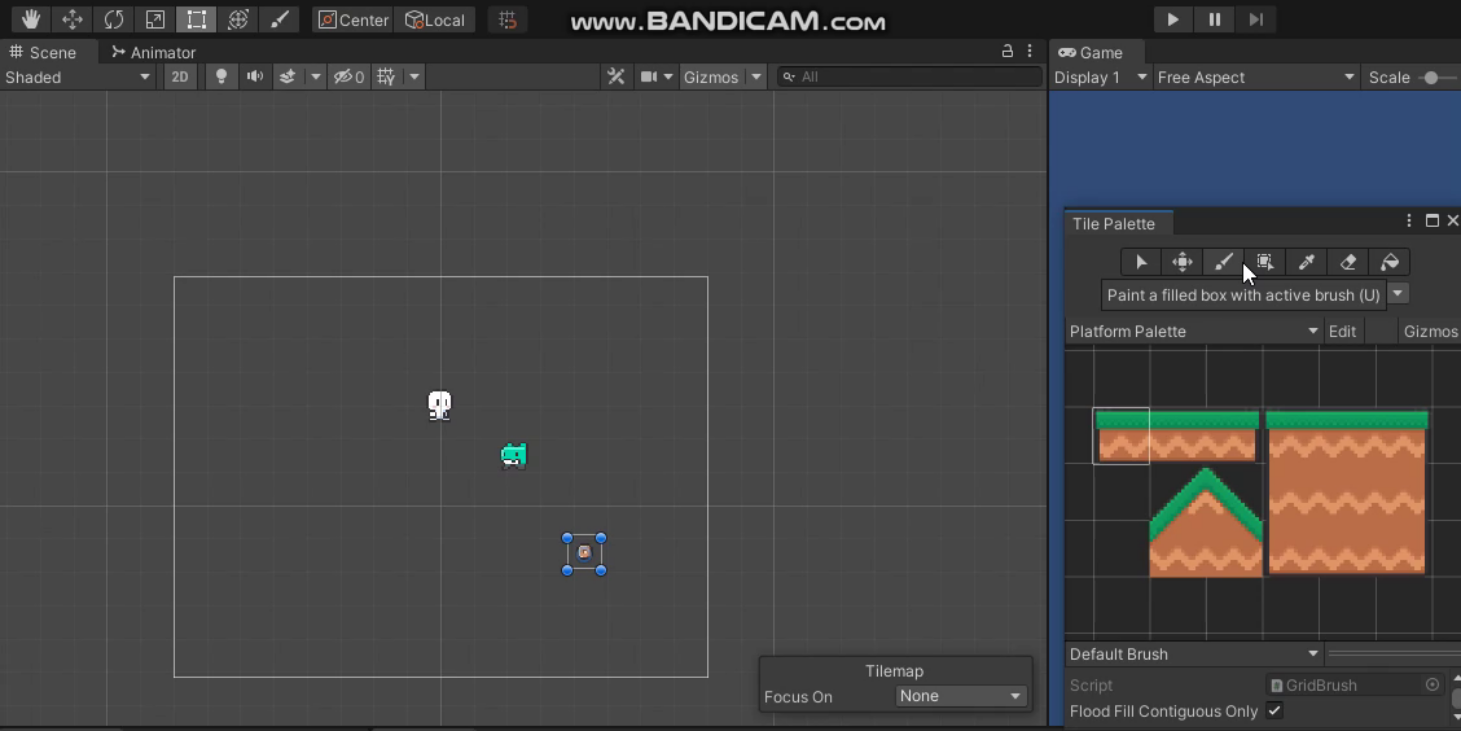 Center Local www.BANDICAM.com
Scene Animator Game
Shaded 2D 0 Gizmos All Display 1 Free Aspect Scale
Tile Palette
Paint a filled box with active brush (U)
Platform Palette Edit Gizmos
Default Brush
Tilemap
Script GridBrush
Focus On None
Flood Fill Contiguous Only